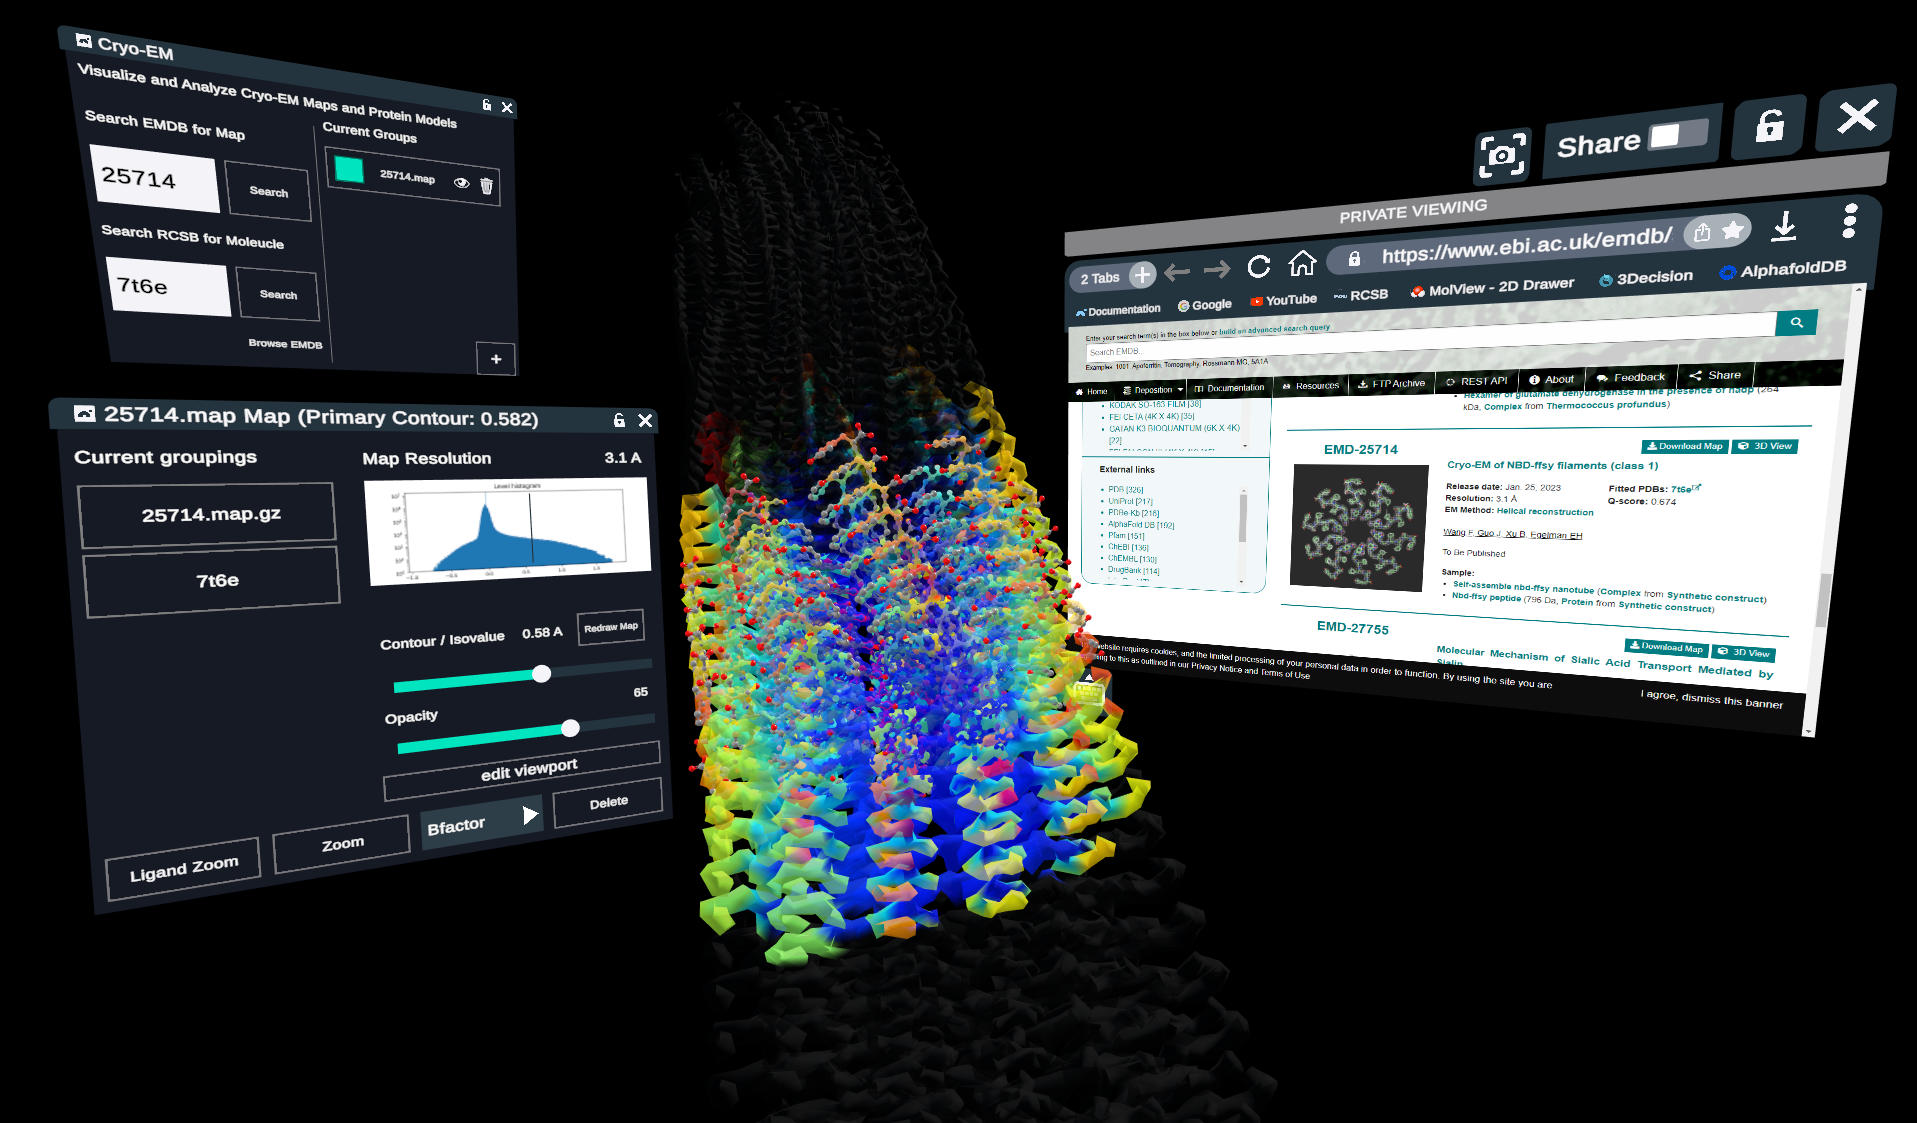 Cryo-EM
Visualize and Analyze Cryo-EM Maps and Protein Models
Search EMDB for Map
25714
Search
Search RCSB for Moleucle
7t6e
Search
Browse EMDB
Current Groups
25714.map
+
25714.map Map (Primary Contour: 0.582)
Current groupings
25714.map.gz
7t6e
Map Resolution
3.1 A
Level histogram
Contour / Isovalue
0.58 A
Redraw Map
65
Opacity
edit viewport
Ligand Zoom
Zoom
Bfactor
Delete
Share
PRIVATE VIEWING
2 Tabs
https://www.ebi.ac.uk/emdb/
Documentation
Google
YouTube
RCSB
MolView - 2D Drawer
3Decision
AlphafoldDB
Enter your search term(s) in the box below or build an advanced search query
Search EMDB..
Examples: 1001, Apoferritin, Tomography, Rossmann MG, 5A1A
Home
Deposition
Documentation
Resources
FTP Archive
REST API
About
Feedback
Share
KODAK SO-163 FILM [38]
FEI CETA (4K X 4K) [35]
GATAN K3 BIOQUANTUM (6K X 4K)
[22]
External links
PDB [326]
UniProt [217]
PDBe-Kb [216]
AlphaFold DB [192]
Pfam [151]
ChEBI [136]
ChEMBL [130]
DrugBank [114]
Hexamer of glutamate dehydrogenase in the presence of nadp (264
kDa, Complex from Thermococcus profundus)
EMD-25714
Download Map
3D View
Cryo-EM of NBD-ffsy filaments (class 1)
Release date: Jan. 25, 2023
Resolution: 3.1 Å
EM Method: Helical reconstruction
Fitted PDBs: 7t6e
Q-score: 0.674
Wang F, Guo J, Xu B, Egelman EH
To Be Published
Sample:
Self-assemble nbd-ffsy nanotube (Complex from Synthetic construct)
Nbd-ffsy peptide (796 Da, Protein from Synthetic construct)
EMD-27755
Download Map
3D View
Molecular Mechanism of Sialic Acid Transport Mediated by
Sialin
website requires cookies, and the limited processing of your personal data in order to function. By using the site you are
to this as outlined in our Privacy Notice and Terms of Use
I agree, dismiss this banner